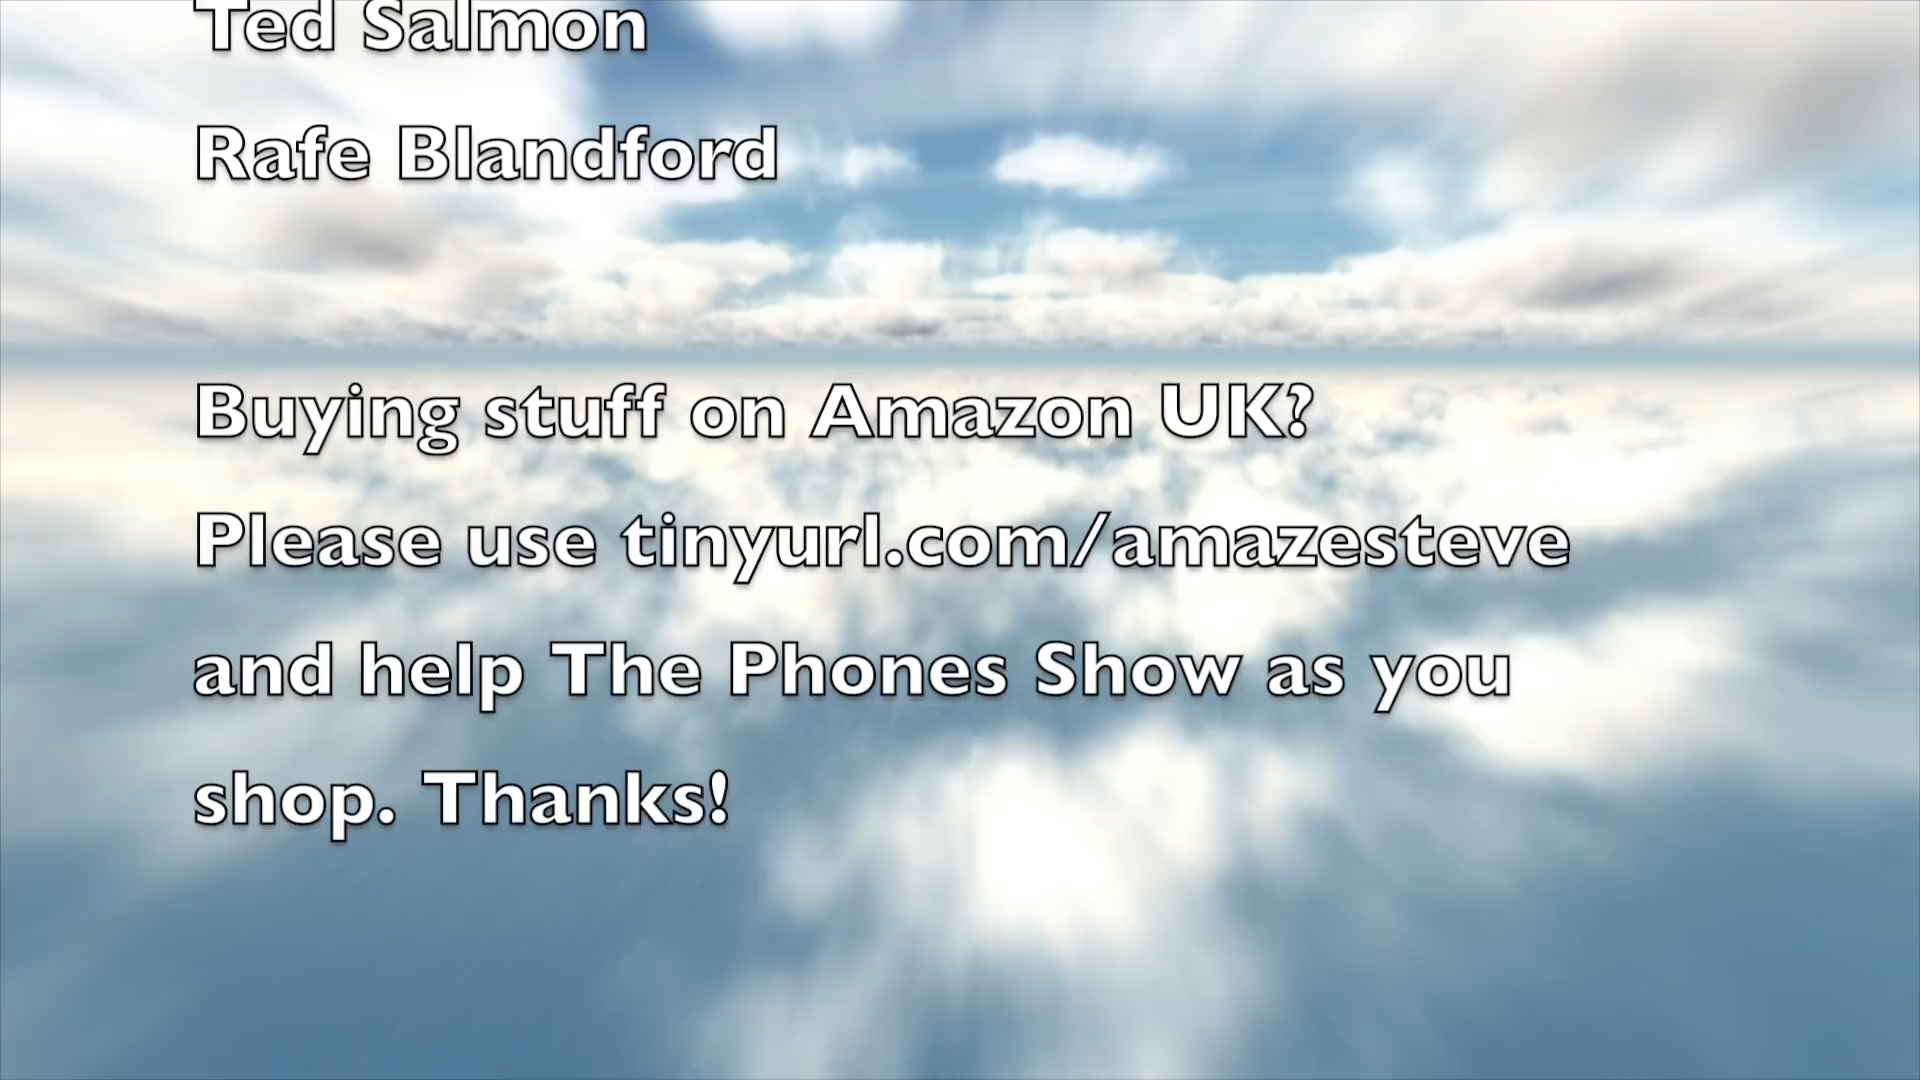 Ted Salmon
Rafe Blandford
Buying stuff on Amazon UK?
Please use tinyurl.com/amazesteve
and help The Phones Show as you
shop. Thanks!